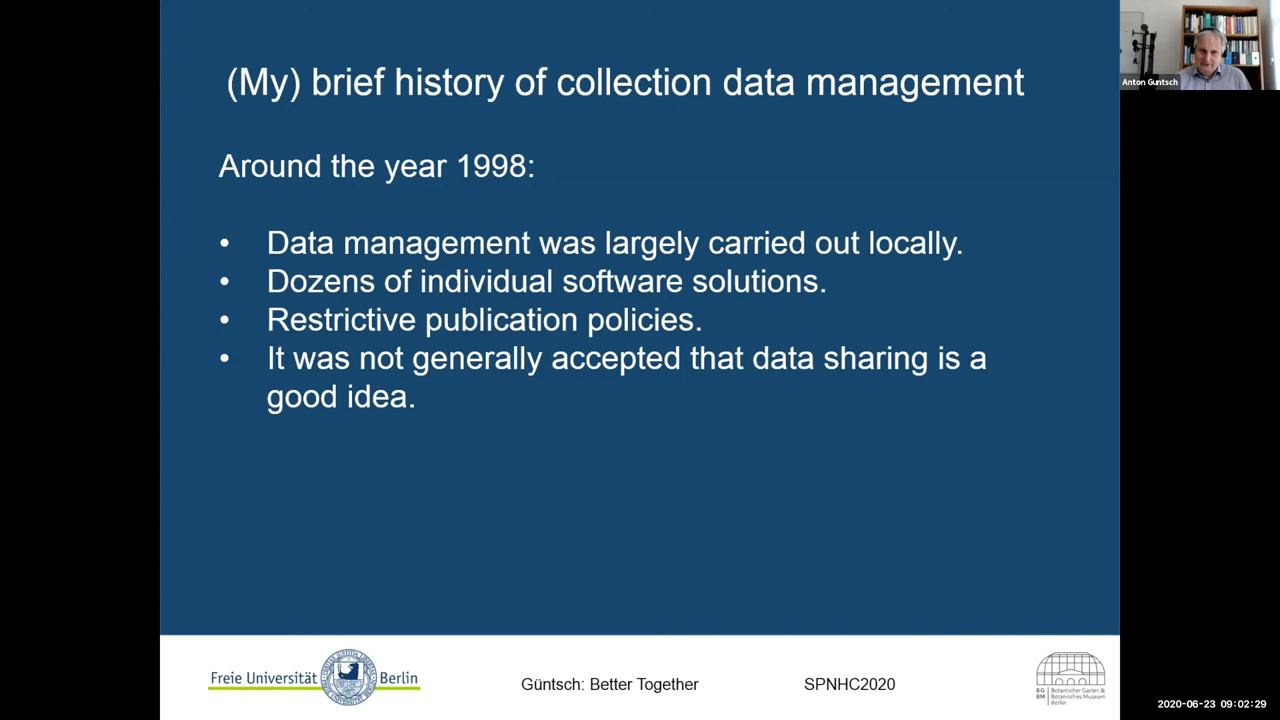 (My) brief history of collection data management
Anton Guntsch
Around the year 1998:
• Data management was largely carried out locally.
• Dozens of individual software solutions.
• Restrictive publication policies.
• It was not generally accepted that data sharing is a
good idea.
Freie Universität Berlin
Güntsch: Better Together
SPNHC2020
BG
BM
Botanischer Garten &
Botanisches Museum
Berlin
2020-06-23 09:02:29